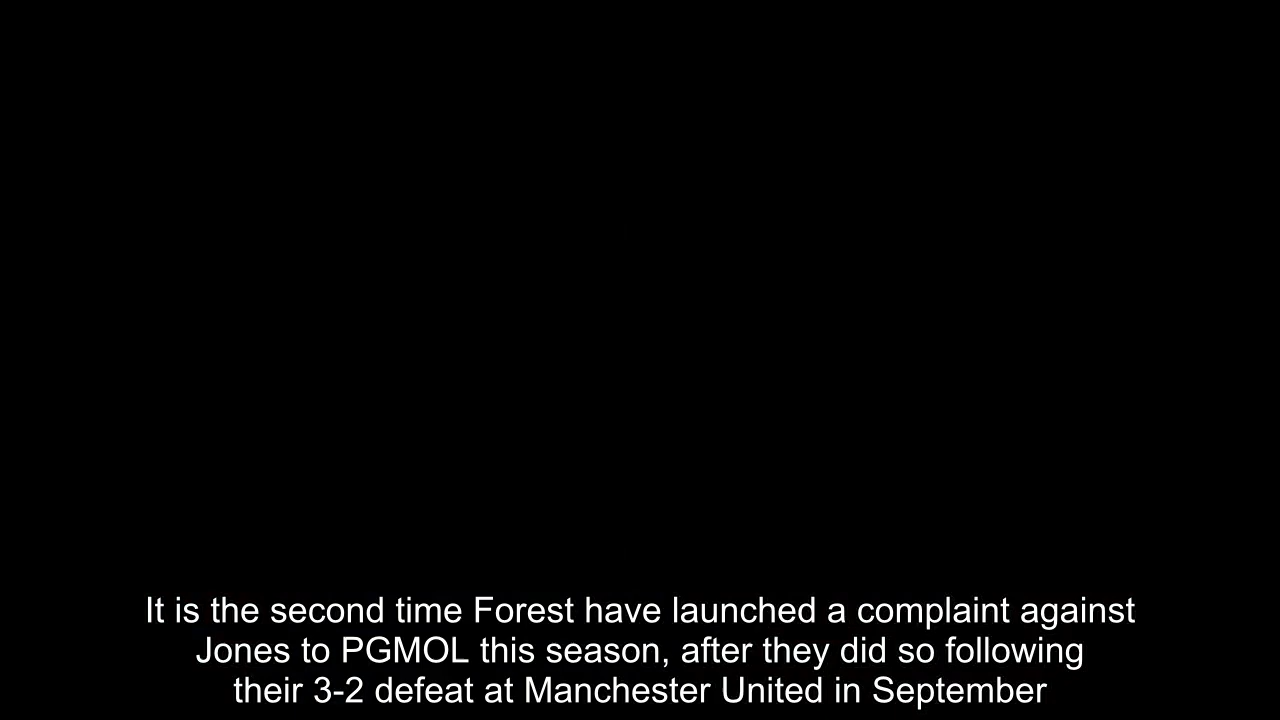 It is the second time Forest have launched a complaint against
Jones to PGMOL this season, after they did so following
their 3-2 defeat at Manchester United in September